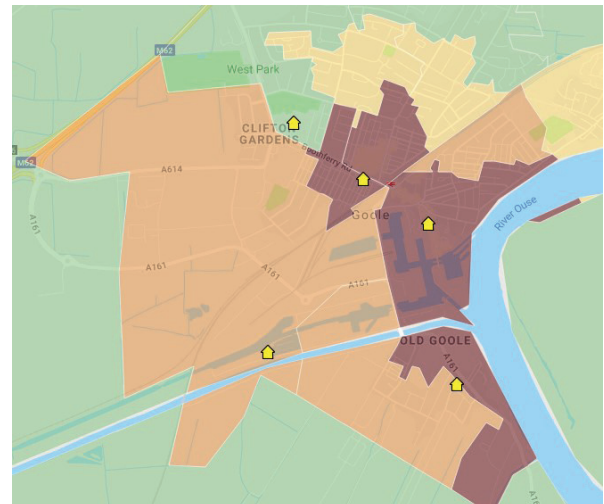 M62
West Park
CLIFTON
GARDENS
Boothferry Rd
M62
A614
Goole
River Ouse
A161
A161
A161
A161
OLD GOOLE
A161
A161